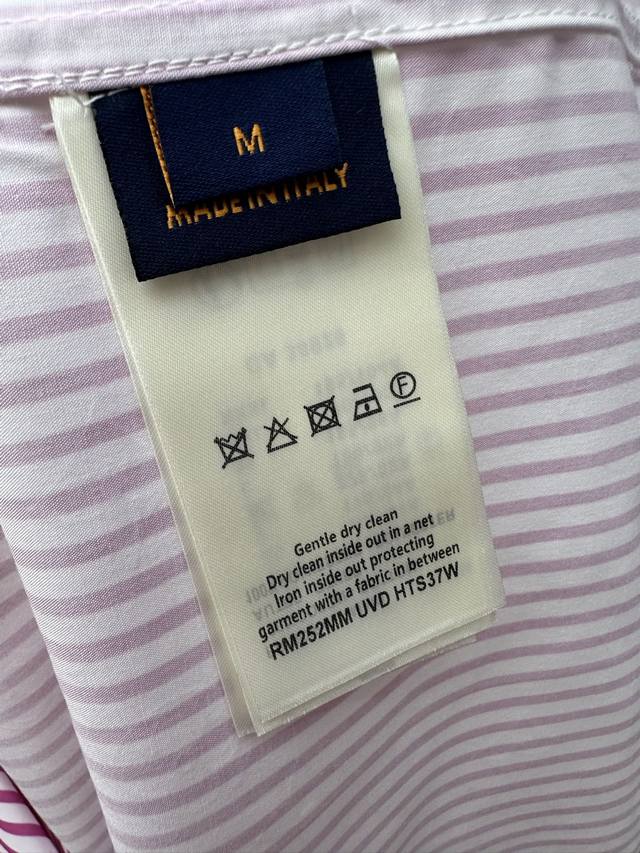 M
MADE IN ITALY
F
Gentle dry clean
Dry clean inside out in a net
Iron inside out protecting
garment with a fabric in between
RM252MM UVD HTS37W